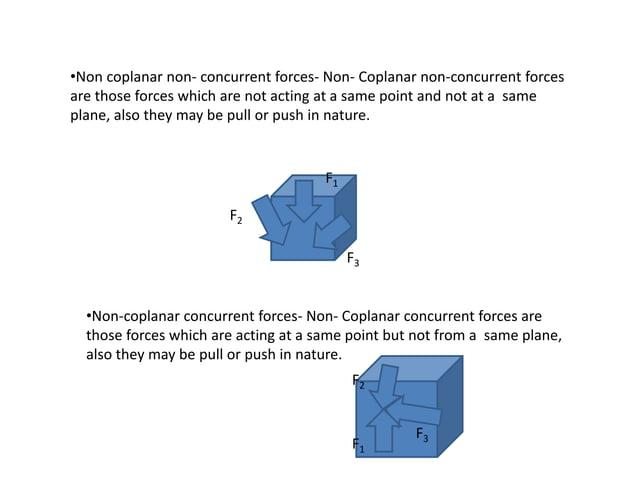 •Non coplanar non- concurrent forces- Non- Coplanar non-concurrent forces
are those forces which are not acting at a same point and not at a  same
plane, also they may be pull or push in nature.
F1
F2
F3
•Non-coplanar concurrent forces- Non- Coplanar concurrent forces are
those forces which are acting at a same point but not from a  same plane,
also they may be pull or push in nature.
F2
F3
F1